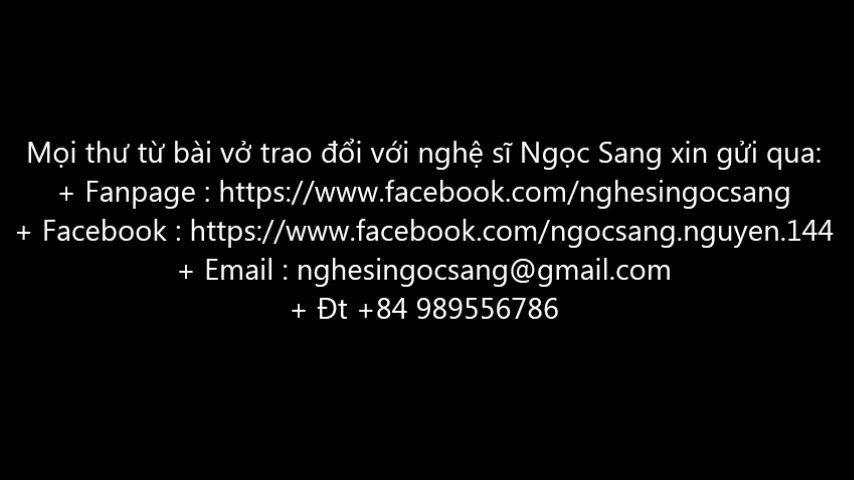 Mọi thư từ bài vở trao đổi với nghệ sĩ Ngọc Sang xin gửi qua:
+ Fanpage : https://www.facebook.com/nghesingocsang
+ Facebook : https://www.facebook.com/ngocsang.nguyen.144
+ Email : nghesingocsang@gmail.com
+ Đt +84 989556786